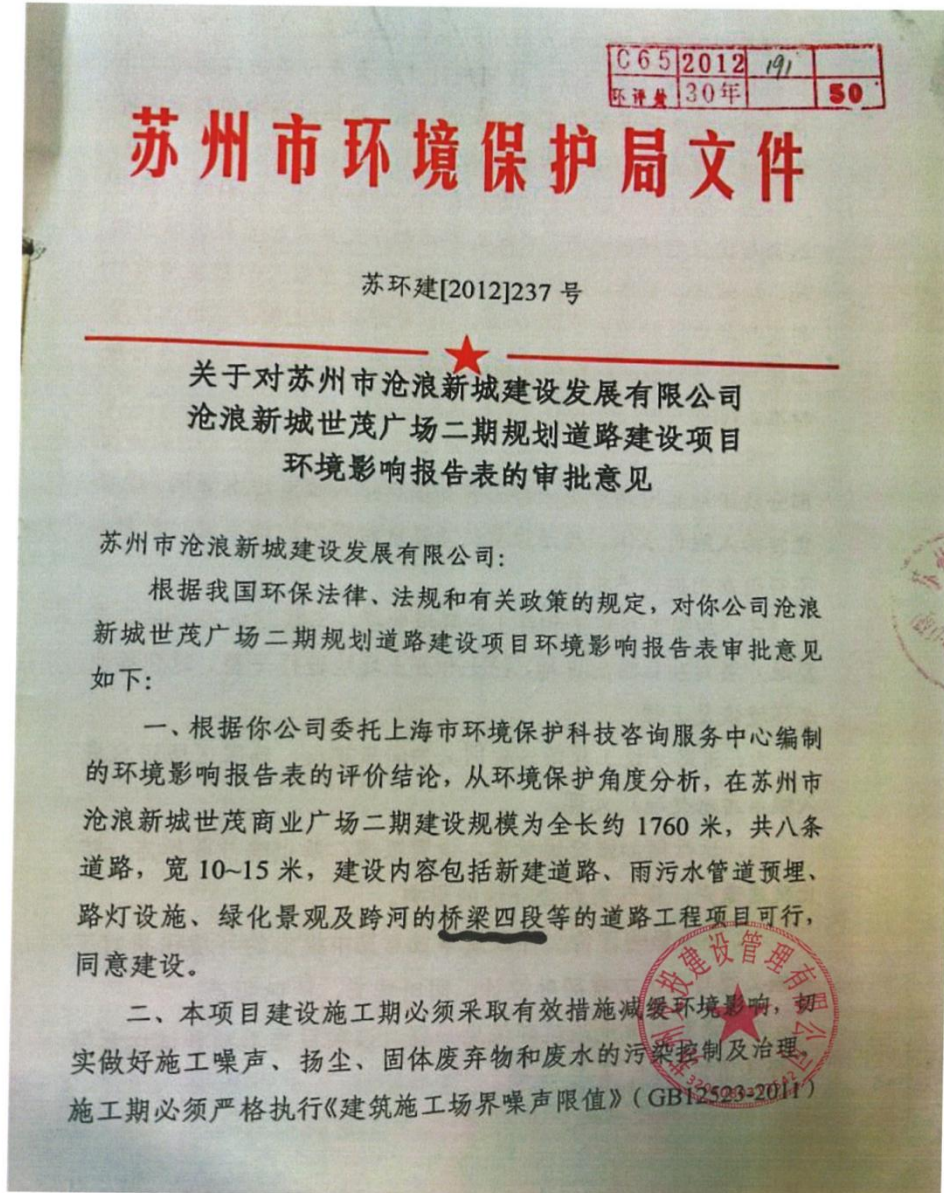 C65 2012 191
环评类 30年 50
苏州市环境保护局文件
苏环建[2012]237 号
关于对苏州市沧浪新城建设发展有限公司
沧浪新城世茂广场二期规划道路建设项目
环境影响报告表的审批意见
苏州市沧浪新城建设发展有限公司:
根据我国环保法律、法规和有关政策的规定，对你公司沧浪
新城世茂广场二期规划道路建设项目环境影响报告表审批意见
如下:
一、根据你公司委托上海市环境保护科技咨询服务中心编制
的环境影响报告表的评价结论，从环境保护角度分析，在苏州市
沧浪新城世茂商业广场二期建设规模为全长约 1760 米，共八条
道路，宽 10~15 米，建设内容包括新建道路、雨污水管道预埋、
路灯设施、绿化景观及跨河的桥梁四段等的道路工程项目可行，
同意建设。
二、本项目建设施工期必须采取有效措施减缓环境影响，切
实做好施工噪声、扬尘、固体废弃物和废水的污染控制及治理。
施工期必须严格执行《建筑施工场界噪声限值》（GB12523-2011）
投建设管理有限公司